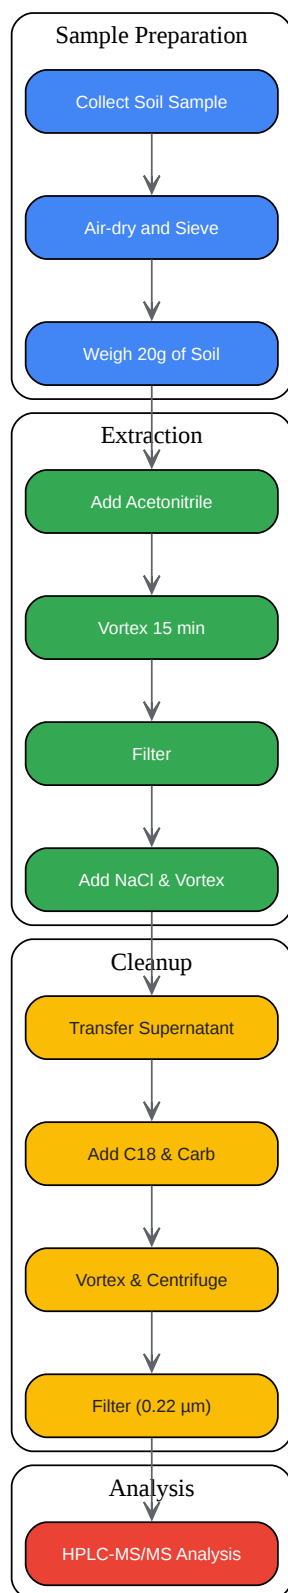 Sample Preparation
Collect Soil Sample
Air-dry and Sieve
Weigh 20g of Soil
Extraction
Add Acetonitrile
Vortex 15 min
Filter
Add NaCl & Vortex
Cleanup
Transfer Supernatant
Add C18 & Carb
Vortex & Centrifuge
Filter (0.22 µm)
Analysis
HPLC-MS/MS Analysis